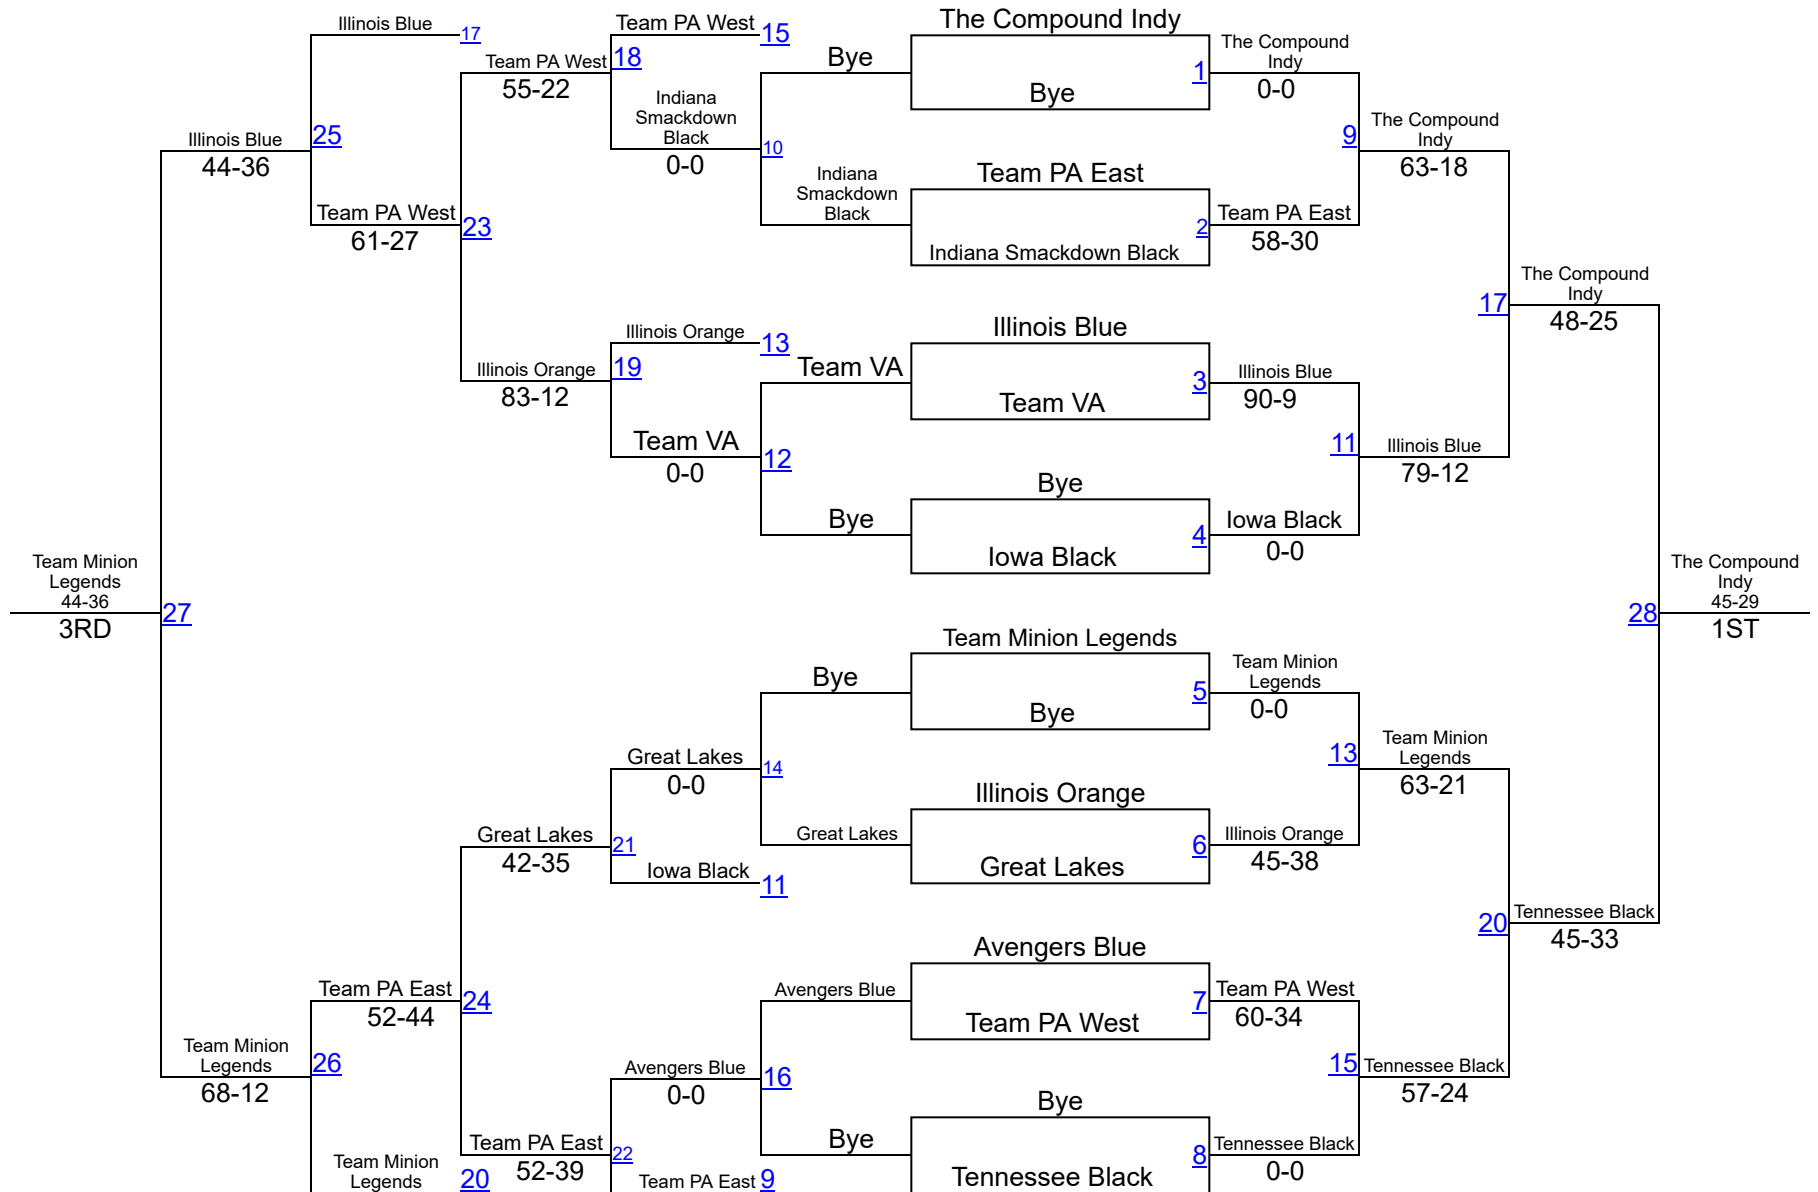 Illinois Blue
17
Team PA West
55-22
Team PA West
15
18
Indiana
Smackdown
Black
0-0
Bye
10
Indiana
Smackdown
Black
The Compound Indy
Bye
1
The Compound
Indy
0-0
Team PA East
Indiana Smackdown Black
2
Team PA East
58-30
9
The Compound
Indy
63-18
Illinois Blue
44-36
25
Team PA West
61-27
23
Illinois Orange
83-12
Illinois Orange
13
19
Team VA
0-0
Team VA
12
Bye
Illinois Blue
Team VA
3
Illinois Blue
90-9
Bye
Iowa Black
4
Iowa Black
0-0
11
Illinois Blue
79-12
17
The Compound
Indy
48-25
Team Minion
Legends
44-36
3RD
27
28
The Compound
Indy
45-29
1ST
Team Minion Legends
Bye
5
Team Minion
Legends
0-0
Bye
14
Great Lakes
0-0
Great Lakes
Illinois Orange
Great Lakes
6
Illinois Orange
45-38
13
Team Minion
Legends
63-21
Great Lakes
42-35
21
Iowa Black
11
20
Tennessee Black
45-33
Team PA East
52-44
24
Team Minion
Legends
68-12
26
Avengers Blue
0-0
Avengers Blue
16
Bye
Avengers Blue
Team PA West
7
Team PA West
60-34
15
Tennessee Black
57-24
Bye
Tennessee Black
8
Tennessee Black
0-0
Team Minion
Legends
20
Team PA East
52-39
22
Team PA East
9